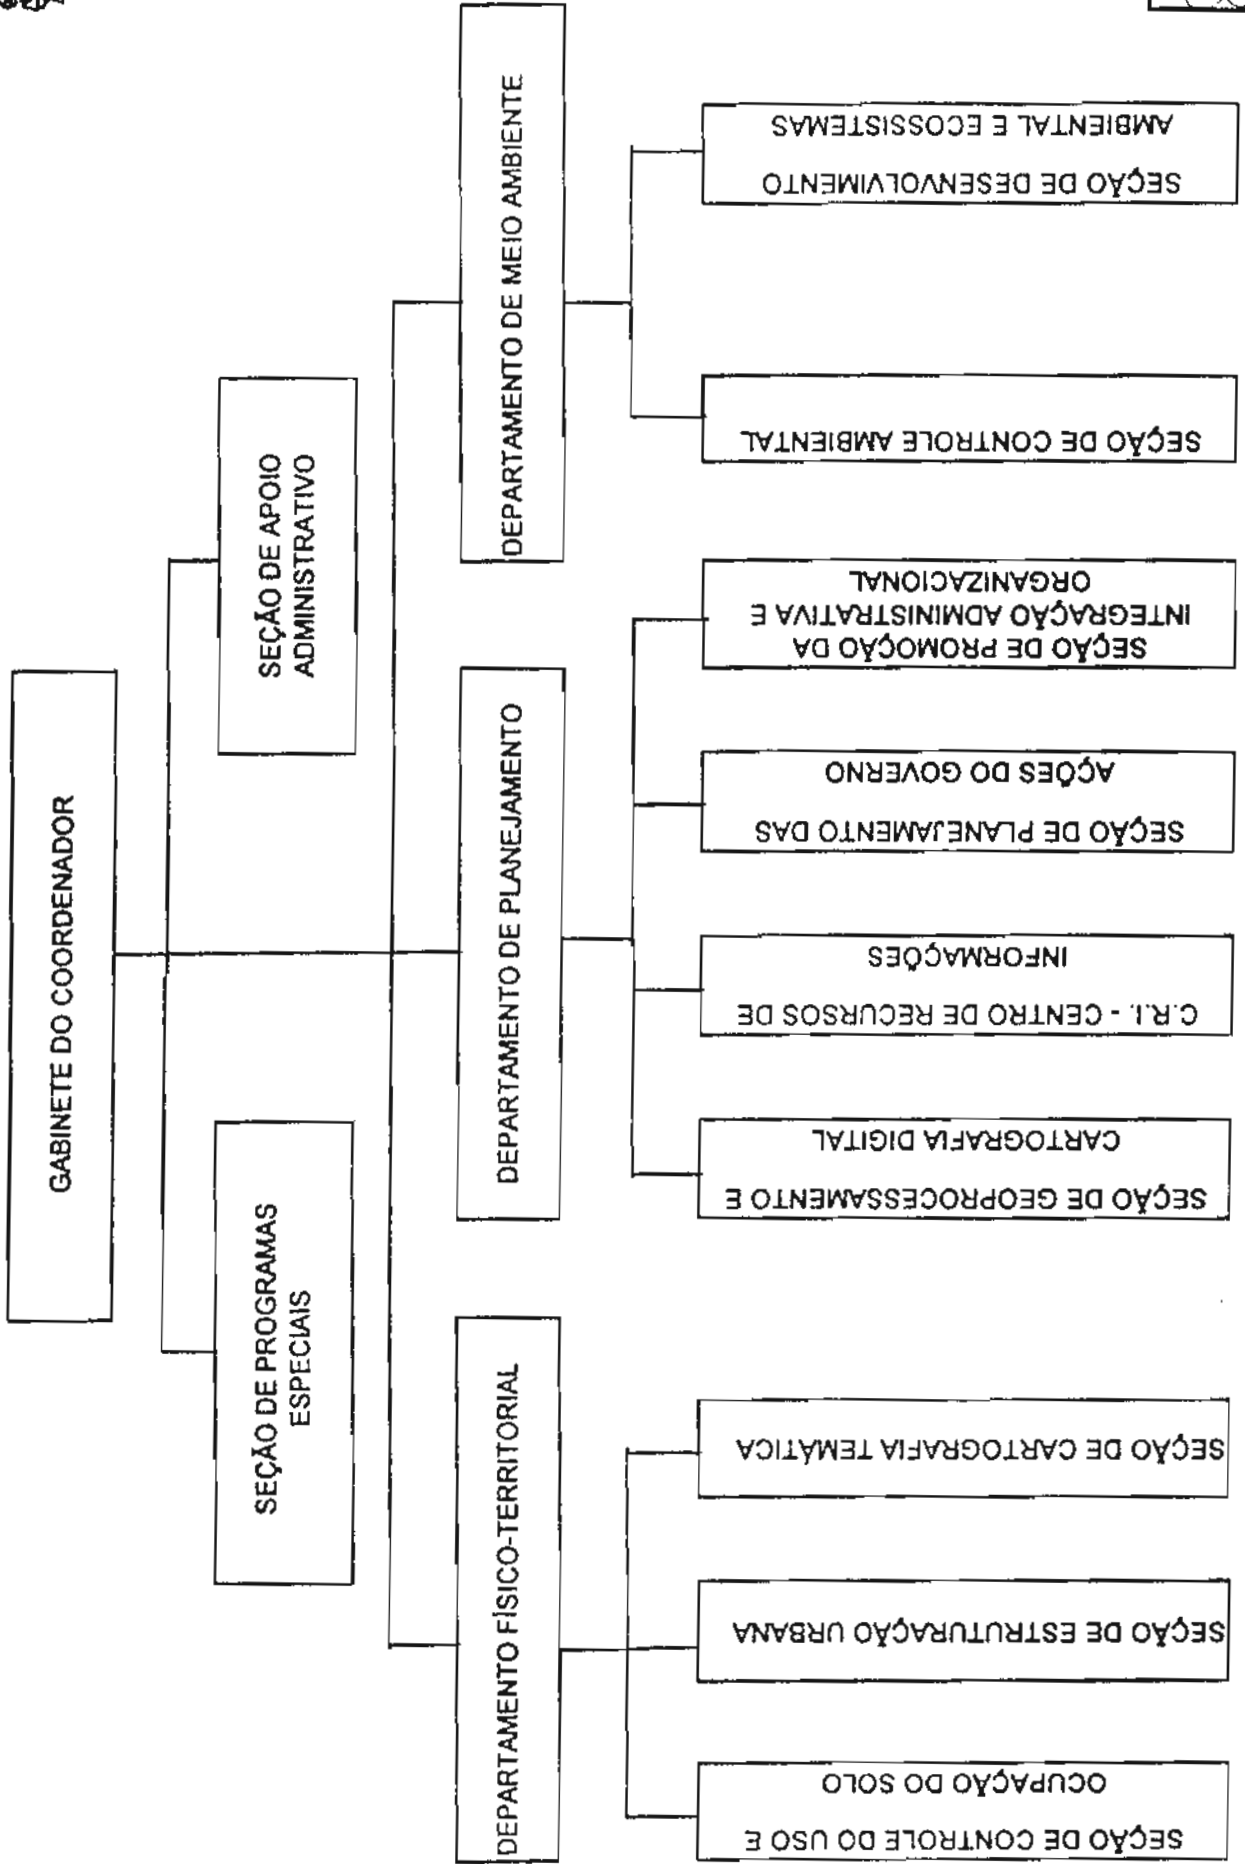 GABINETE DO COORDENADOR
SEÇÃO DE PROGRAMAS
ESPECIAIS
SEÇÃO DE APOIO
ADMINISTRATIVO
DEPARTAMENTO FÍSICO-TERRITORIAL
DEPARTAMENTO DE PLANEJAMENTO
DEPARTAMENTO DE MEIO AMBIENTE
SEÇÃO DE CONTROLE DO USO E
OCUPAÇÃO DO SOLO
SEÇÃO DE ESTRUTURAÇÃO URBANA
SEÇÃO DE CARTOGRAFIA TEMÁTICA
SEÇÃO DE GEOPROCESSAMENTO E
CARTOGRAFIA DIGITAL
C.R.I. - CENTRO DE RECURSOS DE
INFORMAÇÕES
SEÇÃO DE PLANEJAMENTO DAS
AÇÕES DO GOVERNO
SEÇÃO DE PROMOÇÃO DA
INTEGRAÇÃO ADMINISTRATIVA E
ORGANIZACIONAL
SEÇÃO DE CONTROLE AMBIENTAL
SEÇÃO DE DESENVOLVIMENTO
AMBIENTAL E ECOSSISTEMAS